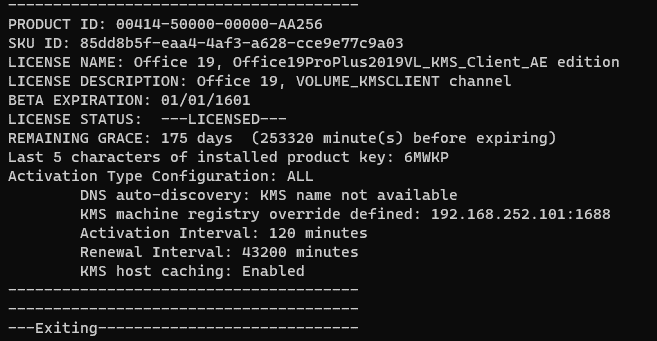 ---------------------------------------
PRODUCT ID: 00414-50000-00000-AA256
SKU ID: 85dd8b5f-eaa4-4af3-a628-cce9e77c9a03
LICENSE NAME: Office 19, Office19ProPlus2019VL_KMS_Client_AE edition
LICENSE DESCRIPTION: Office 19, VOLUME_KMSCLIENT channel
BETA EXPIRATION: 01/01/1601
LICENSE STATUS:  ---LICENSED---
REMAINING GRACE: 175 days  (253320 minute(s) before expiring)
Last 5 characters of installed product key: 6MWKP
Activation Type Configuration: ALL
        DNS auto-discovery: KMS name not available
        KMS machine registry override defined: 192.168.252.101:1688
        Activation Interval: 120 minutes
        Renewal Interval: 43200 minutes
        KMS host caching: Enabled
---------------------------------------
---------------------------------------
---Exiting-----------------------------